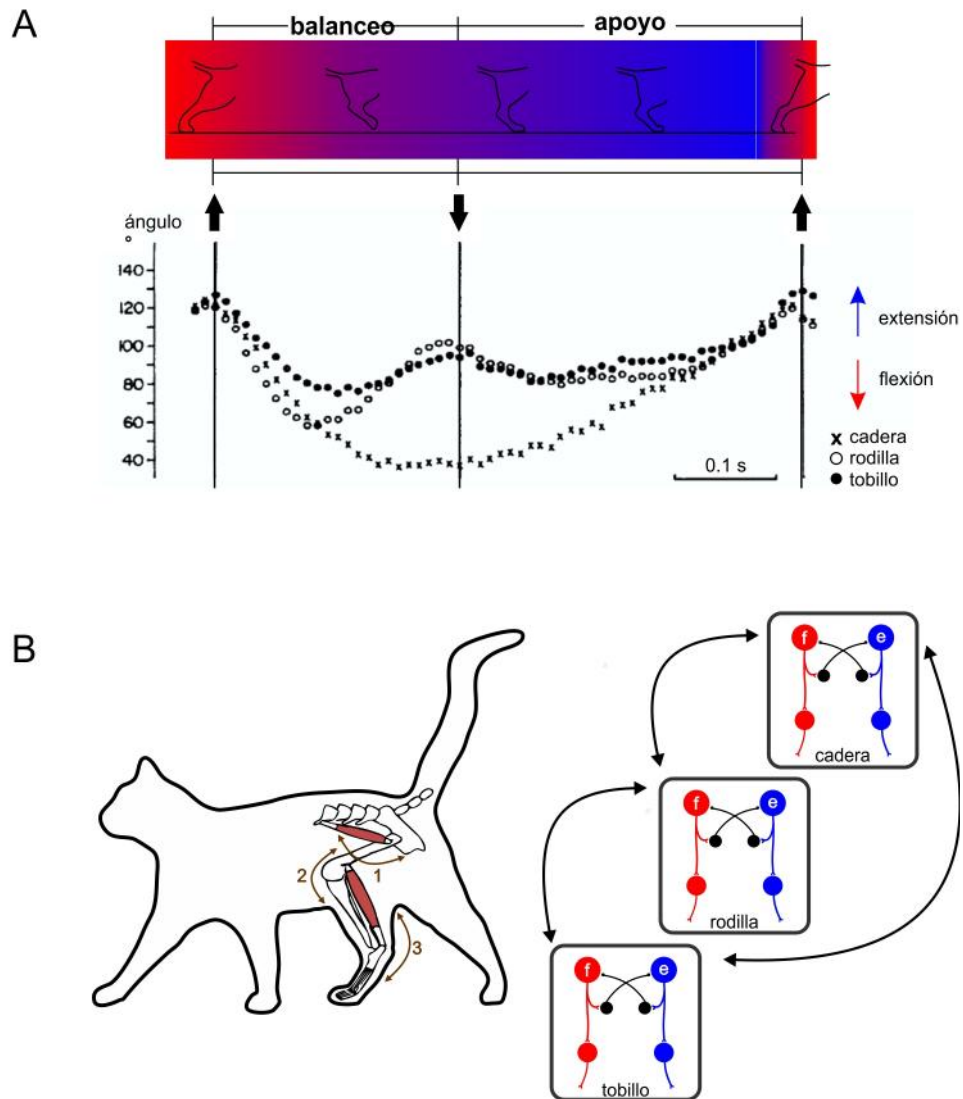 A
balanceo
apoyo
ángulo
o
140
120
100
80
60
40
extensión
flexión
x cadera
○ rodilla
● tobillo
0.1 s
B
1
2
3
f e
cadera
f e
rodilla
f e
tobillo